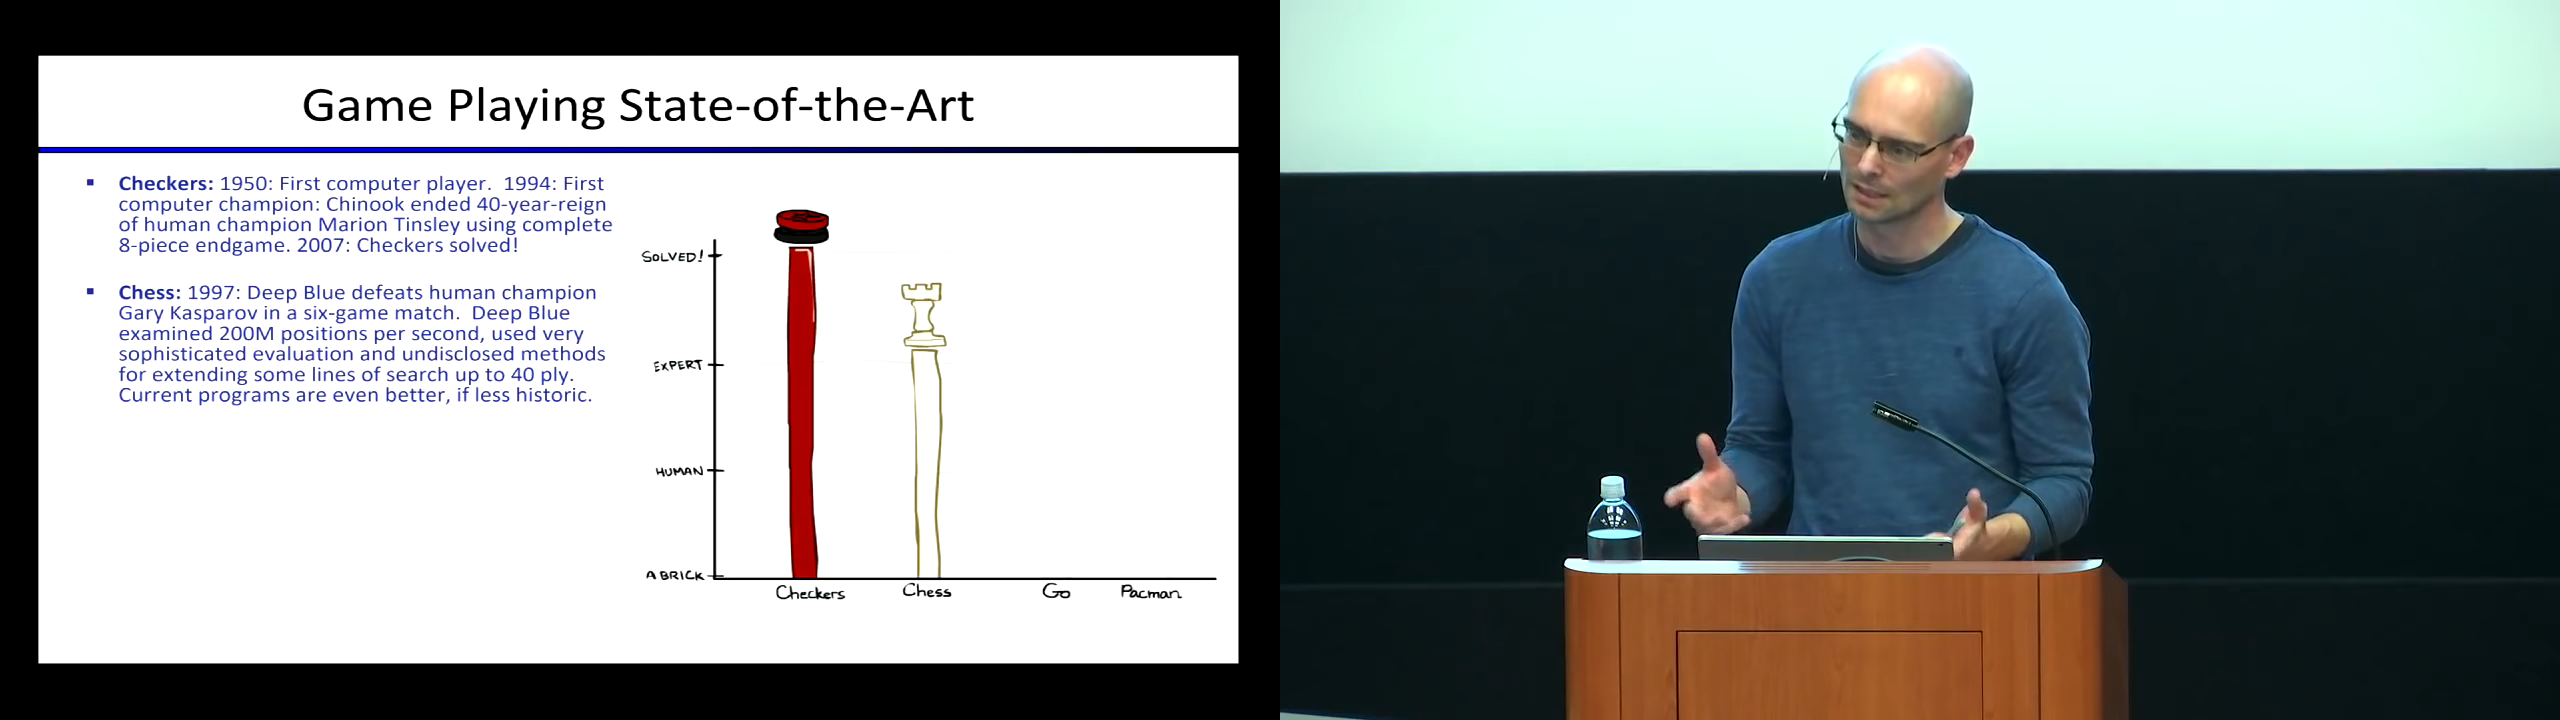 Game Playing State-of-the-Art
▪ Checkers: 1950: First computer player.  1994: First
computer champion: Chinook ended 40-year-reign
of human champion Marion Tinsley using complete
8-piece endgame. 2007: Checkers solved!
▪ Chess: 1997: Deep Blue defeats human champion
Gary Kasparov in a six-game match.  Deep Blue
examined 200M positions per second, used very
sophisticated evaluation and undisclosed methods
for extending some lines of search up to 40 ply.
Current programs are even better, if less historic.
SOLVED!
EXPERT
HUMAN
A BRICK
Checkers
Chess
Go
Pacman